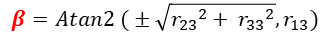 β = Atan2 ( ± √(r₂₃² + r₃₃²), r₁₃)